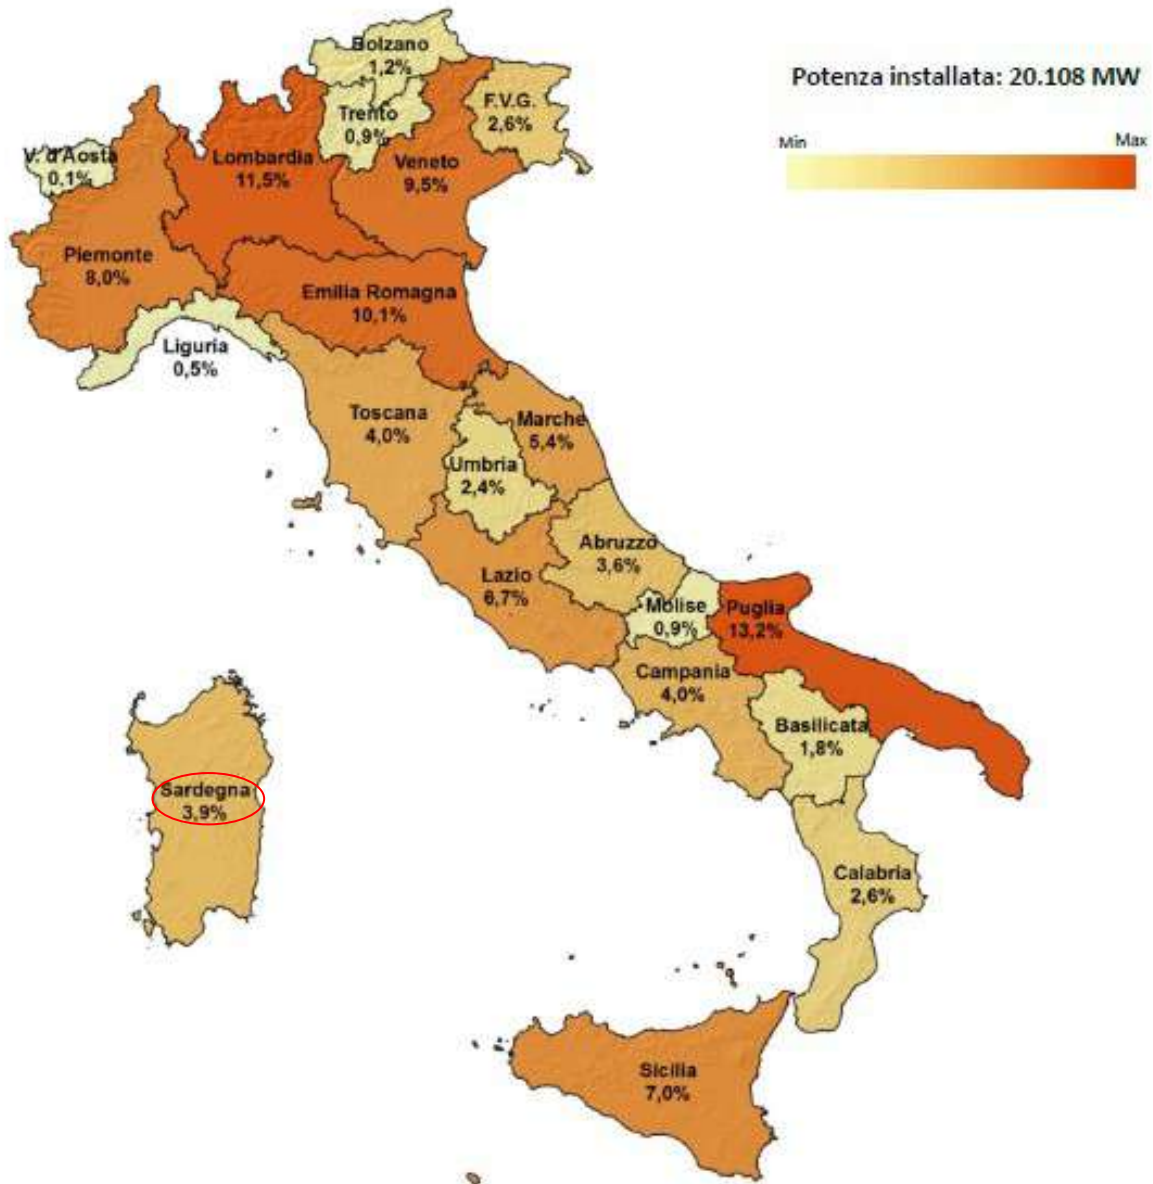 Bolzano
1,2%
Potenza installata: 20.108 MW
Min
Max
F.V.G.
2,6%
Trento
0,9%
V. d'Aosta
0,1%
Lombardia
11,5%
Veneto
9,5%
Piemonte
8,0%
Emilia Romagna
10,1%
Liguria
0,5%
Toscana
4,0%
Marche
5,4%
Umbria
2,4%
Abruzzo
3,6%
Lazio
6,7%
Molise
0,9%
Puglia
13,2%
Campania
4,0%
Basilicata
1,8%
Sardegna
3,9%
Calabria
2,6%
Sicilia
7,0%